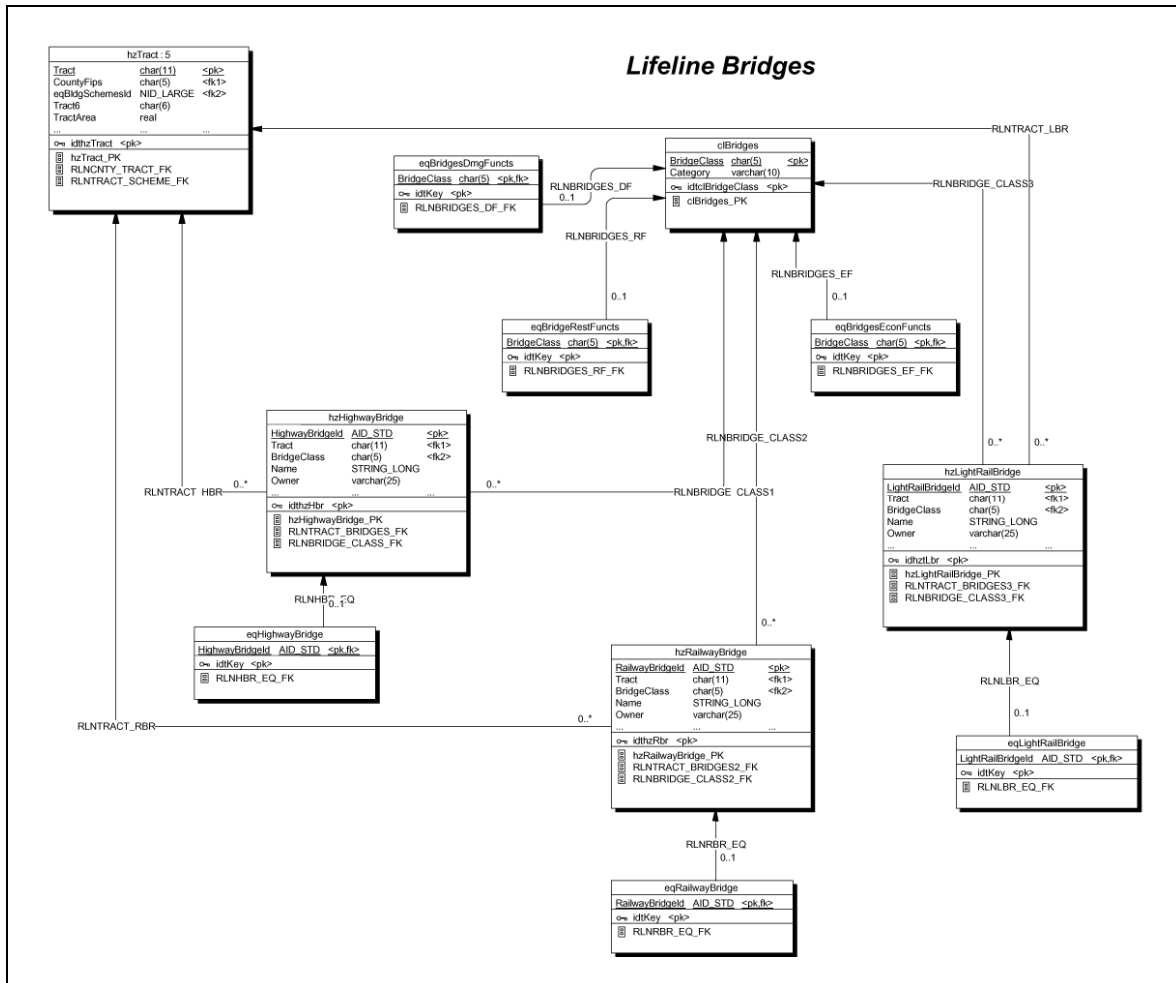 Lifeline Bridges
hzTract : 5
Tract char(11) <pk>
CountyFips char(5) <fk1>
eqBldgSchemesId NID_LARGE <fk2>
Tract6 char(6)
TractArea real
... ... ...
idthzTract <pk>
hzTract_PK
RLNCNTY_TRACT_FK
RLNTRACT_SCHEME_FK
RLNTRACT_LBR
eqBridgesDmgFuncts
BridgeClass char(5) <pk,fk>
idtKey <pk>
RLNBRIDGES_DF_FK
RLNBRIDGES_DF
0..1
clBridges
BridgeClass char(5) <pk>
Category varchar(10)
idtclBridgeClass <pk>
clBridges_PK
RLNBRIDGE_CLASS3
RLNBRIDGES_RF
0..1
RLNBRIDGES_EF
0..1
eqBridgeRestFuncts
BridgeClass char(5) <pk,fk>
idtKey <pk>
RLNBRIDGES_RF_FK
eqBridgesEconFuncts
BridgeClass char(5) <pk,fk>
idtKey <pk>
RLNBRIDGES_EF_FK
hzHighwayBridge
HighwayBridgeId AID_STD <pk>
Tract char(11) <fk1>
BridgeClass char(5) <fk2>
Name STRING_LONG
Owner varchar(25)
... ... ...
idthzHbr <pk>
hzHighwayBridge_PK
RLNTRACT_BRIDGES_FK
RLNBRIDGE_CLASS_FK
RLNTRACT_HBR
0..*
0..*
RLNBRIDGE_CLASS1
RLNBRIDGE_CLASS2
0..*
0..*
0..*
hzLightRailBridge
LightRailBridgeId AID_STD <pk>
Tract char(11) <fk1>
BridgeClass char(5) <fk2>
Name STRING_LONG
Owner varchar(25)
... ... ...
idhztLbr <pk>
hzLightRailBridge_PK
RLNTRACT_BRIDGES3_FK
RLNBRIDGE_CLASS3_FK
0..1
eqHighwayBridge
HighwayBridgeId AID_STD <pk,fk>
idtKey <pk>
RLNHBR_EQ_FK
hzRailwayBridge
RailwayBridgeId AID_STD <pk>
Tract char(11) <fk1>
BridgeClass char(5) <fk2>
Name STRING_LONG
Owner varchar(25)
... ... ...
idthzRbr <pk>
hzRailwayBridge_PK
RLNTRACT_BRIDGES2_FK
RLNBRIDGE_CLASS2_FK
RLNTRACT_RBR
0..*
RLNLBR_EQ
0..1
eqLightRailBridge
LightRailBridgeId AID_STD <pk,fk>
idtKey <pk>
RLNLBR_EQ_FK
RLNRBR_EQ
0..1
eqRailwayBridge
RailwayBridgeId AID_STD <pk,fk>
idtKey <pk>
RLNRBR_EQ_FK